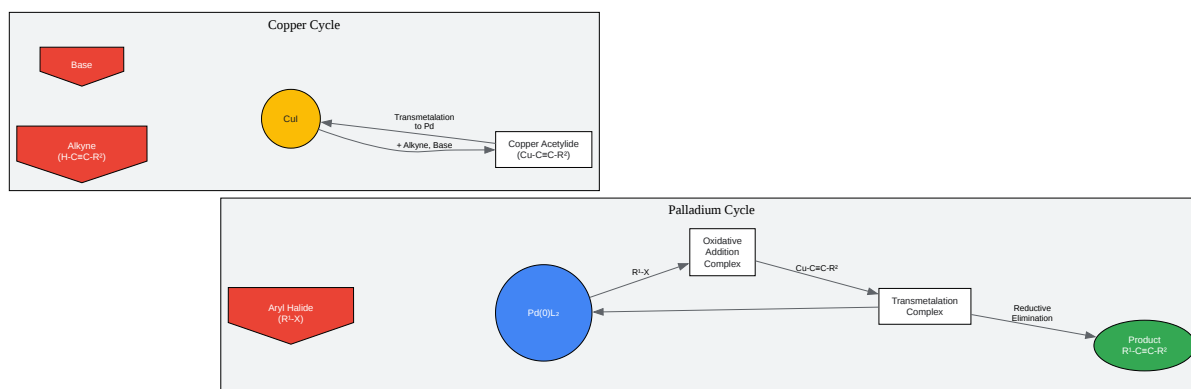 Copper Cycle
Base
CuI
Transmetalation
to Pd
+ Alkyne, Base
Alkyne
(H-C≡C-R²)
Copper Acetylide
(Cu-C≡C-R²)
Palladium Cycle
Oxidative
Addition
Complex
R¹-X
Cu-C≡C-R²
Aryl Halide
(R¹-X)
Pd(0)L₂
Transmetalation
Complex
Reductive
Elimination
Product
R¹-C≡C-R²